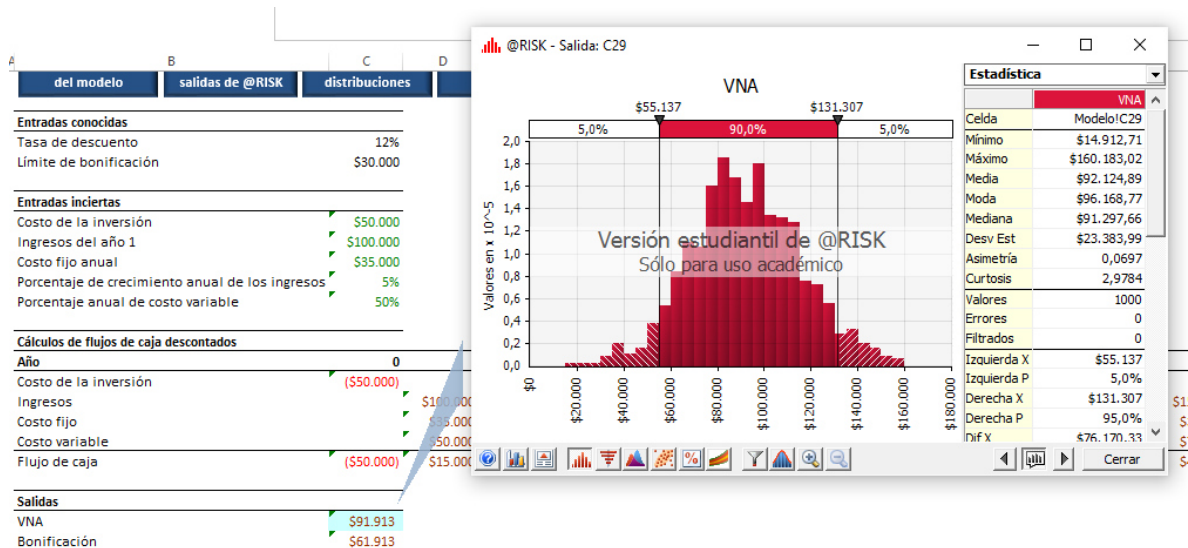 @RISK - Salida: C29
A B C D
del modelo salidas de @RISK distribuciones
Entradas conocidas
Tasa de descuento 12%
Límite de bonificación $30.000
Entradas inciertas
Costo de la inversión $50.000
Ingresos del año 1 $100.000
Costo fijo anual $35.000
Porcentaje de crecimiento anual de los ingresos 5%
Porcentaje anual de costo variable 50%
Cálculos de flujos de caja descontados
Año 0
Costo de la inversión ($50.000)
Ingresos $100.000
Costo fijo $35.000
Costo variable $50.000
Flujo de caja ($50.000) $15.000
Salidas
VNA $91.913
Bonificación $61.913
VNA
$55.137 $131.307
5,0% 90,0% 5,0%
Valores en x 10^-5
2,0
1,8
1,6
1,4
1,2
1,0
0,8
0,6
0,4
0,2
0,0
Versión estudiantil de @RISK
Sólo para uso académico
$0 $20.000 $40.000 $60.000 $80.000 $100.000 $120.000 $140.000 $160.000 $180.000
Estadística
VNA
Celda Modelo!C29
Mínimo $14.912,71
Máximo $160.183,02
Media $92.124,89
Moda $96.168,77
Mediana $91.297,66
Desv Est $23.383,99
Asimetría 0,0697
Curtosis 2,9784
Valores 1000
Errores 0
Filtrados 0
Izquierda X $55.137
Izquierda P 5,0%
Derecha X $131.307
Derecha P 95,0%
Dif X $76.170,33
Cerrar